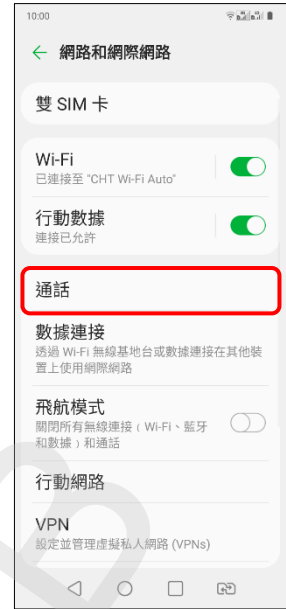 10:00
網路和網際網路
雙 SIM 卡
Wi-Fi
已連接至 "CHT Wi-Fi Auto"
行動數據
連接已允許
通話
數據連接
透過 Wi-Fi 無線基地台或數據連接在其他裝
置上使用網際網路
飛航模式
關閉所有無線連接（Wi-Fi、藍牙
和數據）和通話
行動網路
VPN
設定並管理虛擬私人網路 (VPNs)